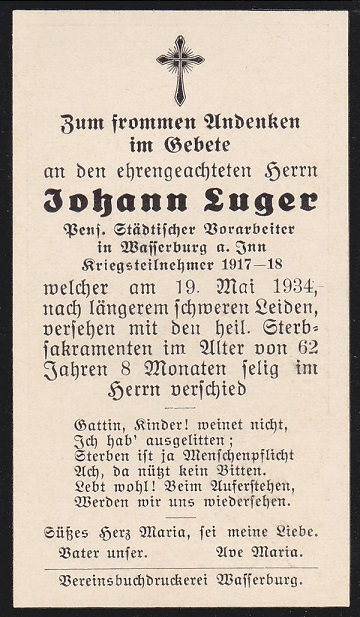 Zum frommen Andenken
im Gebete
an den ehrengeachteten Herrn
Johann Luger
Pens. Städtischer Vorarbeiter
in Wasserburg a. Inn
Kriegsteilnehmer 1917—18
welcher am 19. Mai 1934,
nach längerem schweren Leiden,
versehen mit den heil. Sterb-
sakramenten im Alter von 62
Jahren 8 Monaten selig im
Herrn verschied
Gattin, Kinder! weinet nicht,
Ich hab' ausgelitten;
Sterben ist ja Menschenpflicht
Ach, da nützt kein Bitten.
Lebt wohl! Beim Auferstehen,
Werden wir uns wiedersehen.
Süßes Herz Maria, sei meine Liebe.
Vater unser. Ave Maria.
Vereinsbuchdruckerei Wasserburg.